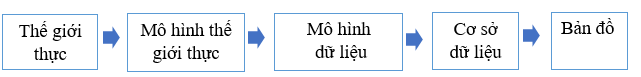 Thế giới
thực
Mô hình thế
giới thực
Mô hình
dữ liệu
Cơ sở
dữ liệu
Bản đồ